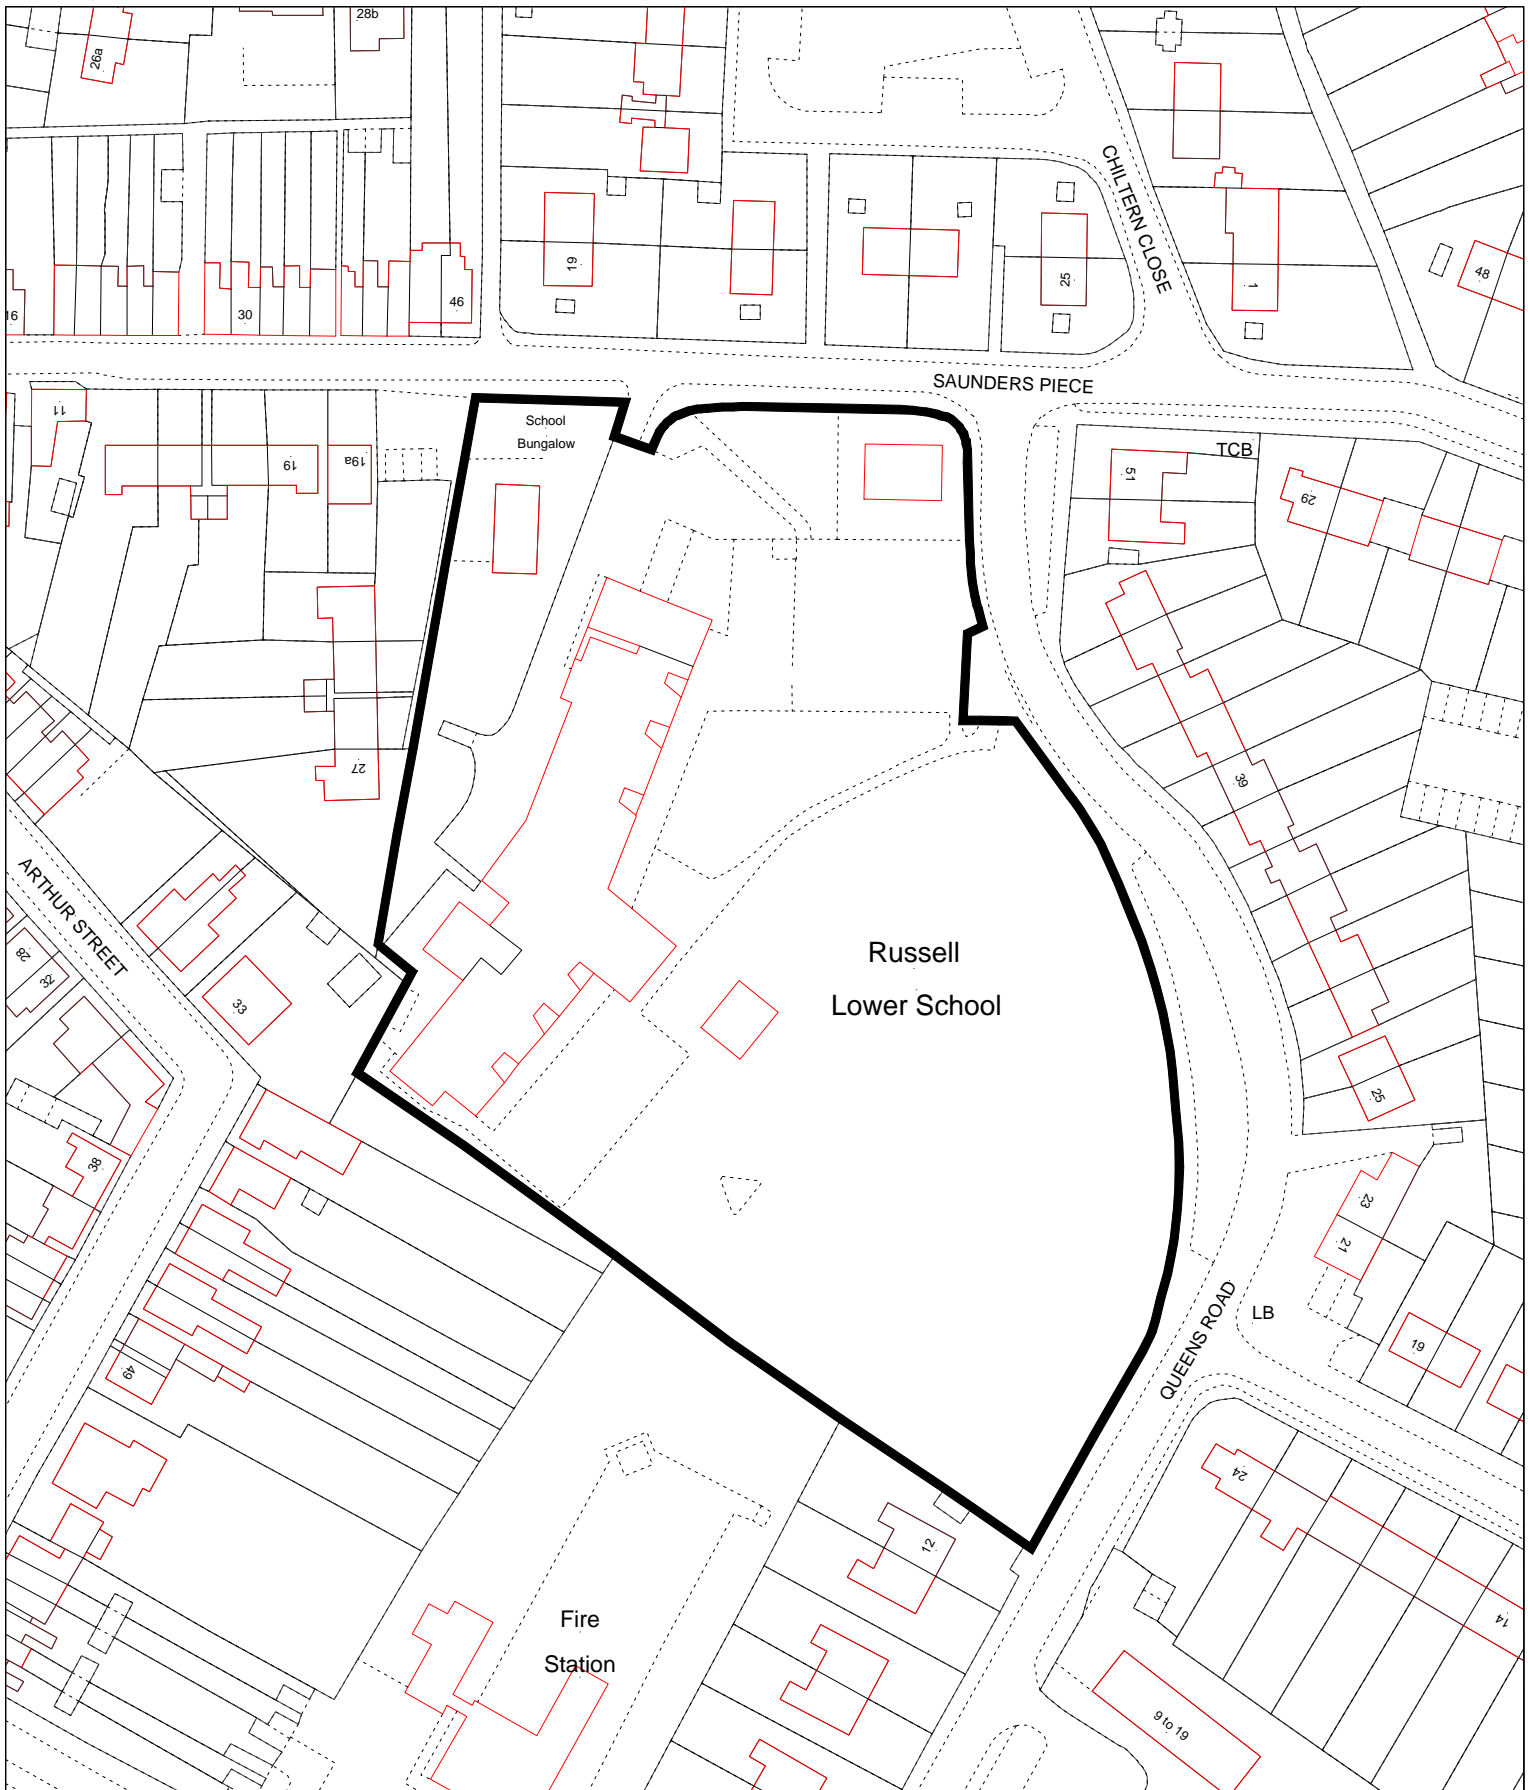 28b
26a
CHILTERN CLOSE
19
25
1
48
16
30
46
SAUNDERS PIECE
11
School
Bungalow
19
19a
TCB
51
29
27
39
ARTHUR STREET
28
32
33
Russell
Lower School
25
38
23
21
QUEENS ROAD
LB
19
49
24
12
14
Fire
Station
9 to 19